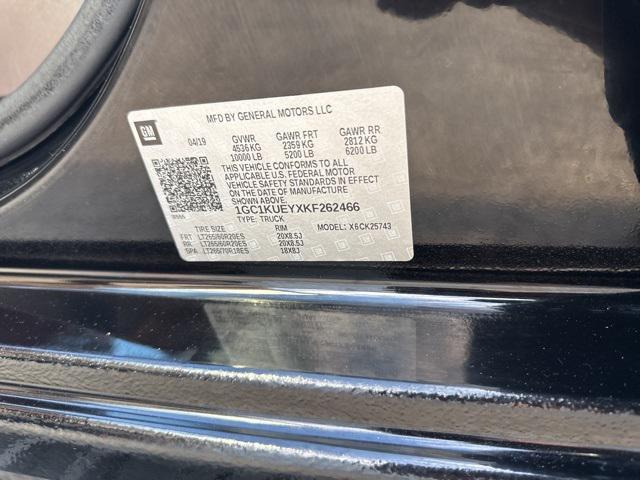 MFD BY GENERAL MOTORS LLC
GM
04/19 GVWR GAWR FRT GAWR RR
4536 KG 2359 KG 2812 KG
10000 LB 5200 LB 6200 LB
THIS VEHICLE CONFORMS TO ALL
APPLICABLE U.S. FEDERAL MOTOR
VEHICLE SAFETY STANDARDS IN EFFECT
ON THE DATE OF MANUFACTURE
1GC1KUEYXKF262466
TYPE: TRUCK
TIRE SIZE RIM MODEL: X6CK25743
FRT LT265/60R20ES 20X8.5J
RR LT265/60R20ES 20X8.5J
SPA LT265/70R18ES 18X8J